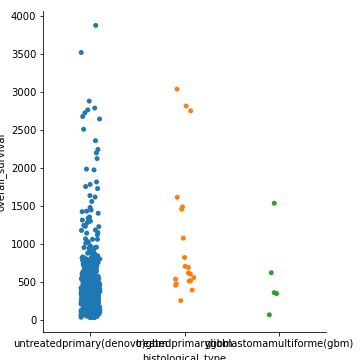 4000
3500
3000
2500
2000
1500
1000
500
0
overall_survival
untreatedprimary(denovo)gbm
treatedprimarygbm
glioblastomamultiforme(gbm)
histological_type